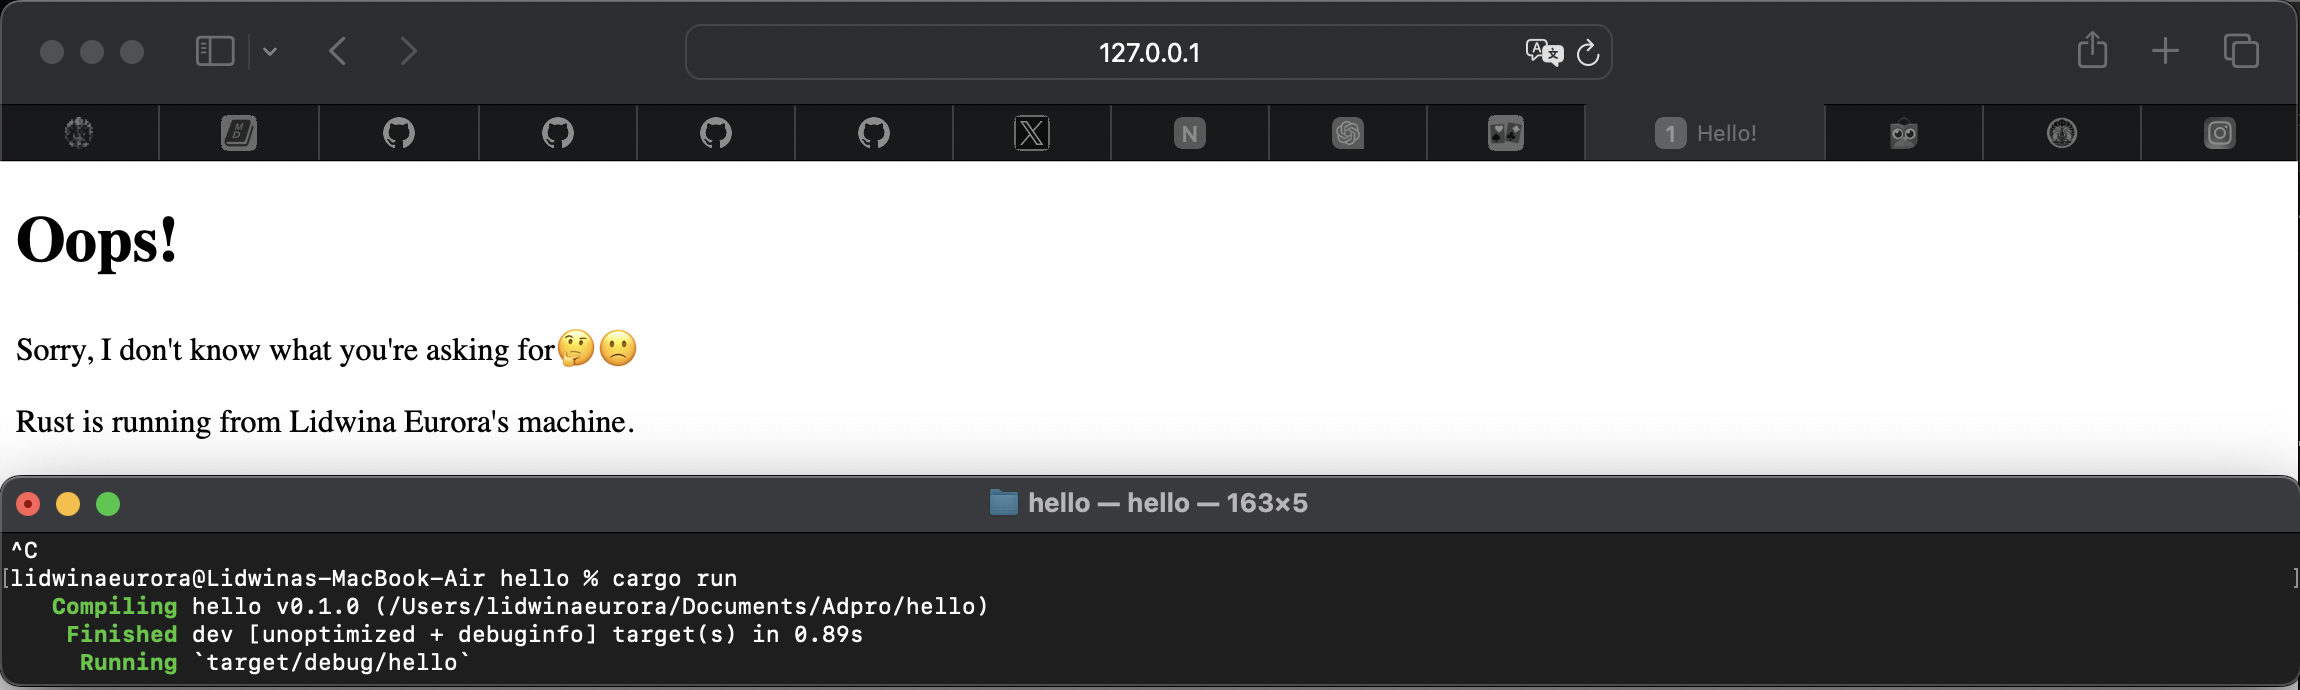 127.0.0.1
N
1 Hello!
Oops!
Sorry, I don't know what you're asking for🤔🙁
Rust is running from Lidwina Eurora's machine.
hello — hello — 163×5
^C
[lidwinaeurora@Lidwinas-MacBook-Air hello % cargo run ]
Compiling hello v0.1.0 (/Users/lidwinaeurora/Documents/Adpro/hello)
Finished dev [unoptimized + debuginfo] target(s) in 0.89s
Running `target/debug/hello`